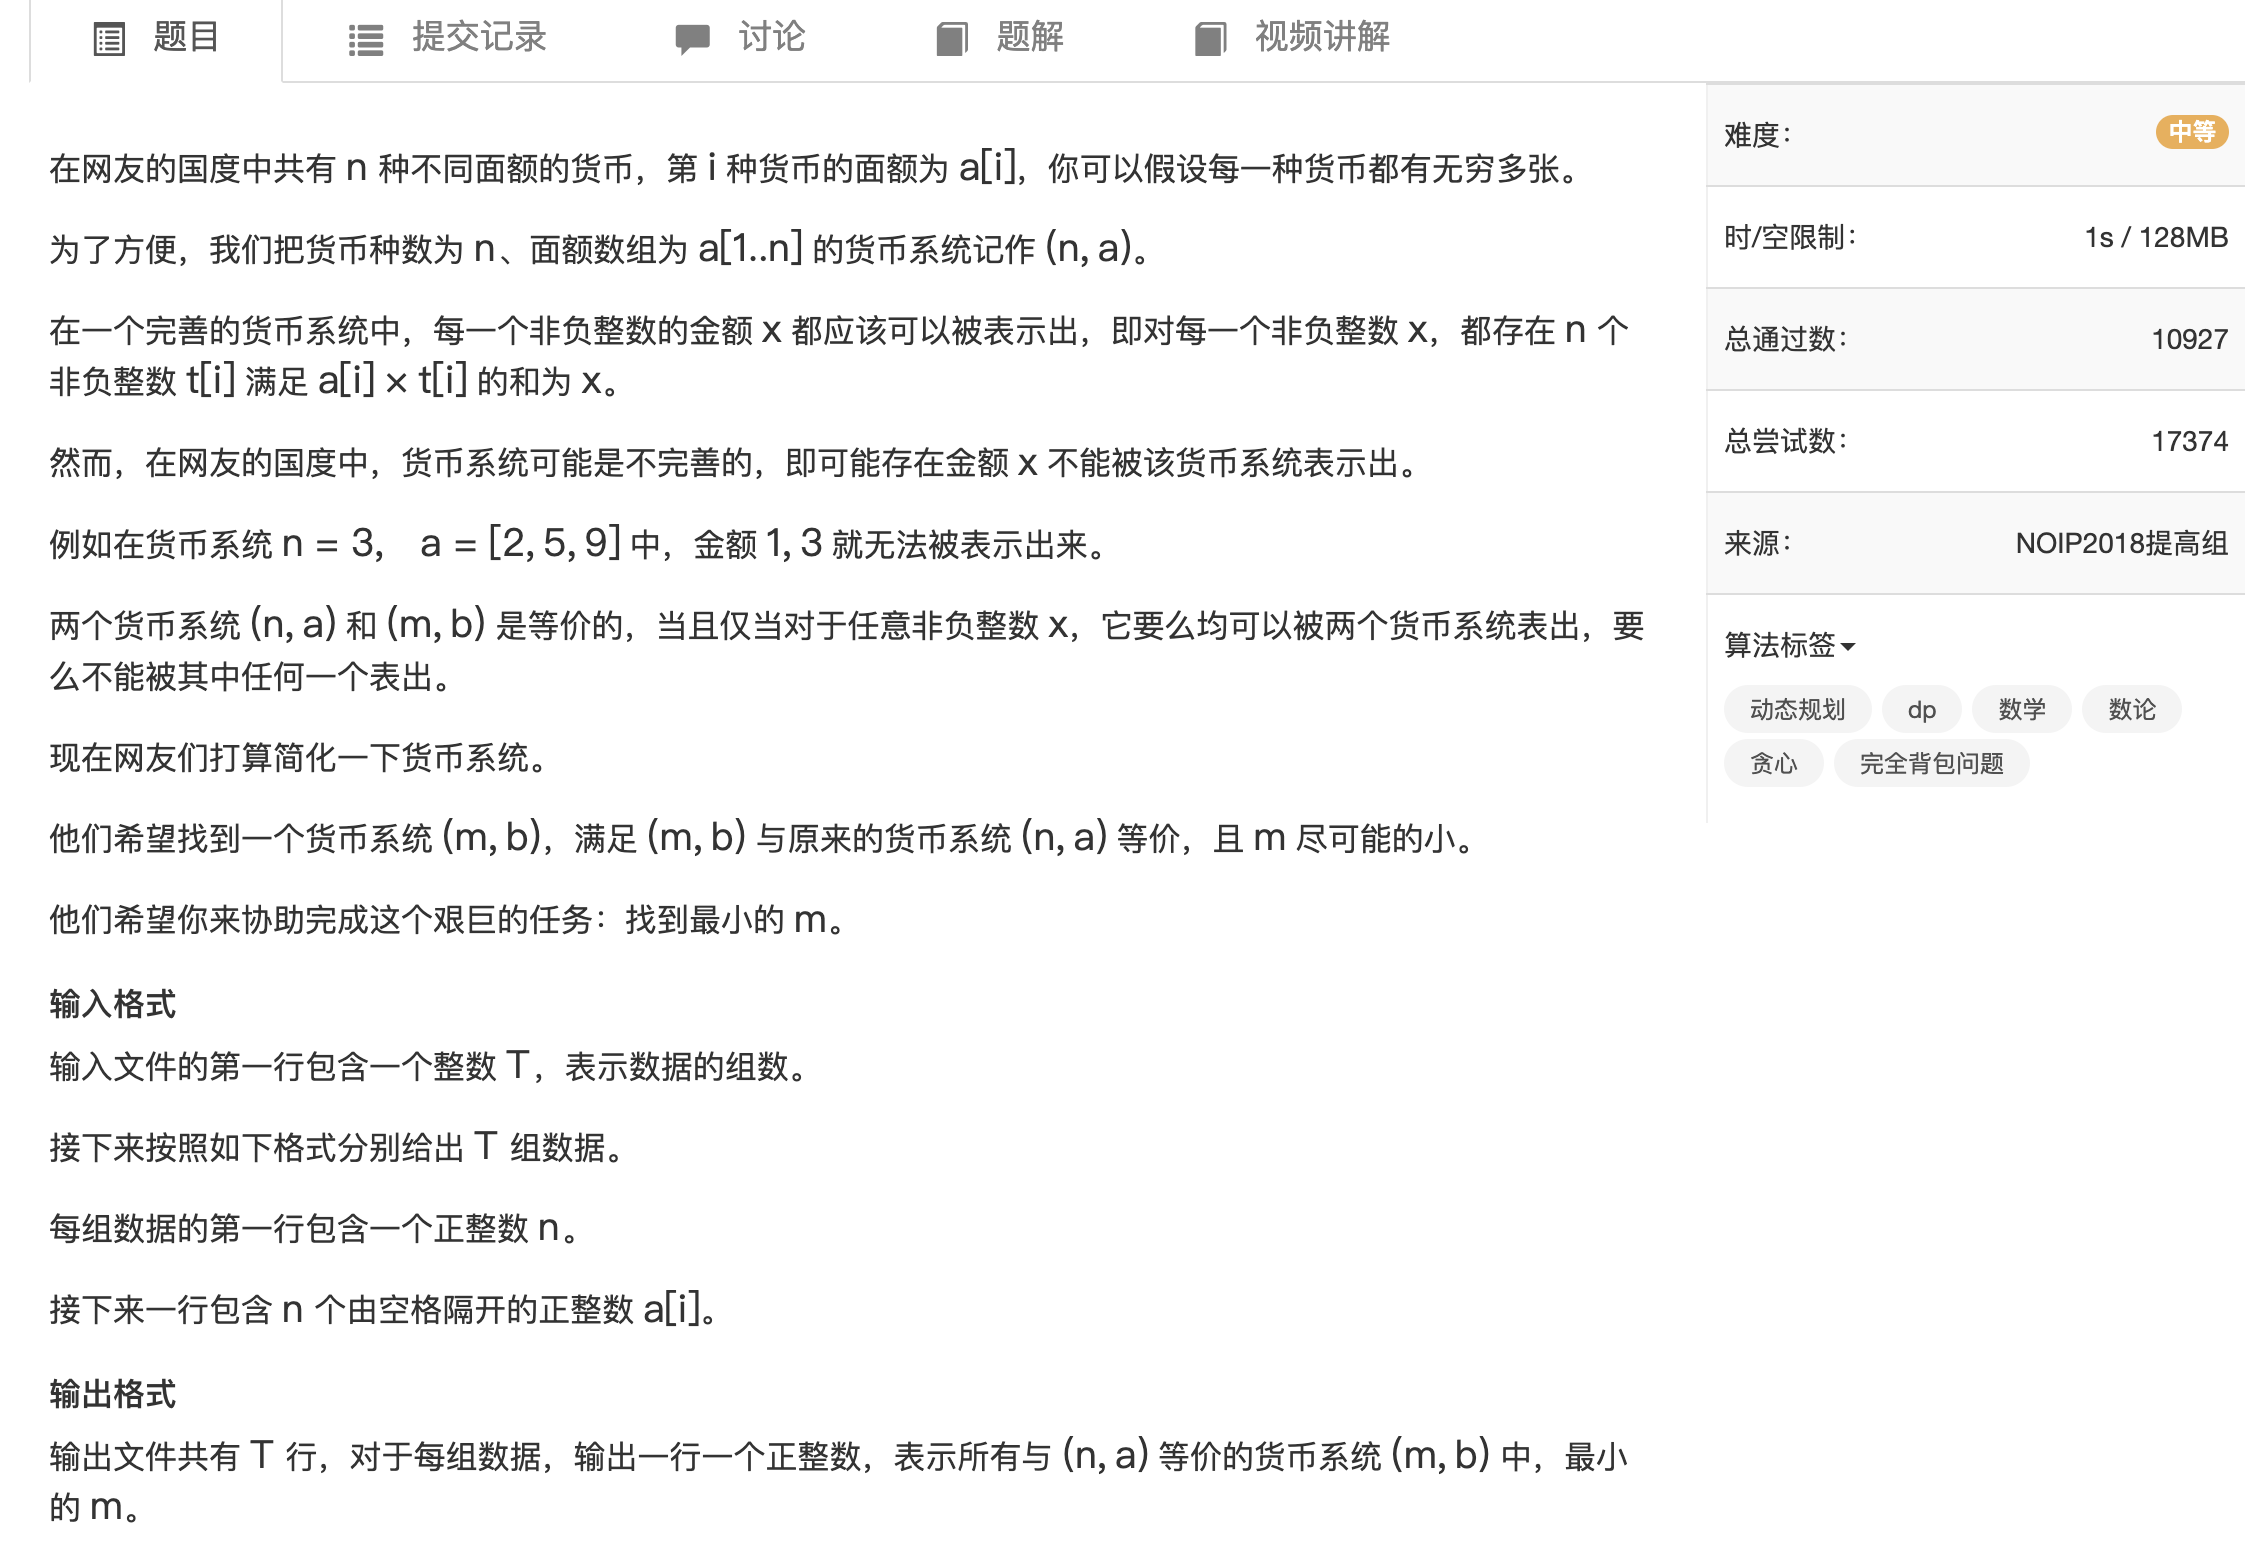 题目
提交记录
讨论
题解
视频讲解
在网友的国度中共有 n 种不同面额的货币，第 i 种货币的面额为 a[i]，你可以假设每一种货币都有无穷多张。
为了方便，我们把货币种数为 n、面额数组为 a[1..n] 的货币系统记作 (n, a)。
在一个完善的货币系统中，每一个非负整数的金额 x 都应该可以被表示出，即对每一个非负整数 x，都存在 n 个
非负整数 t[i] 满足 a[i] × t[i] 的和为 x。
然而，在网友的国度中，货币系统可能是不完善的，即可能存在金额 x 不能被该货币系统表示出。
例如在货币系统 n = 3, a = [2, 5, 9] 中，金额 1, 3 就无法被表示出来。
两个货币系统 (n, a) 和 (m, b) 是等价的，当且仅当对于任意非负整数 x，它要么均可以被两个货币系统表出，要
么不能被其中任何一个表出。
现在网友们打算简化一下货币系统。
他们希望找到一个货币系统 (m, b)，满足 (m, b) 与原来的货币系统 (n, a) 等价，且 m 尽可能的小。
他们希望你来协助完成这个艰巨的任务：找到最小的 m。
输入格式
输入文件的第一行包含一个整数 T，表示数据的组数。
接下来按照如下格式分别给出 T 组数据。
每组数据的第一行包含一个正整数 n。
接下来一行包含 n 个由空格隔开的正整数 a[i]。
输出格式
输出文件共有 T 行，对于每组数据，输出一行一个正整数，表示所有与 (n, a) 等价的货币系统 (m, b) 中，最小
的 m。
难度： 中等
时/空限制： 1s / 128MB
总通过数： 10927
总尝试数： 17374
来源： NOIP2018提高组
算法标签
动态规划 dp 数学 数论
贪心 完全背包问题